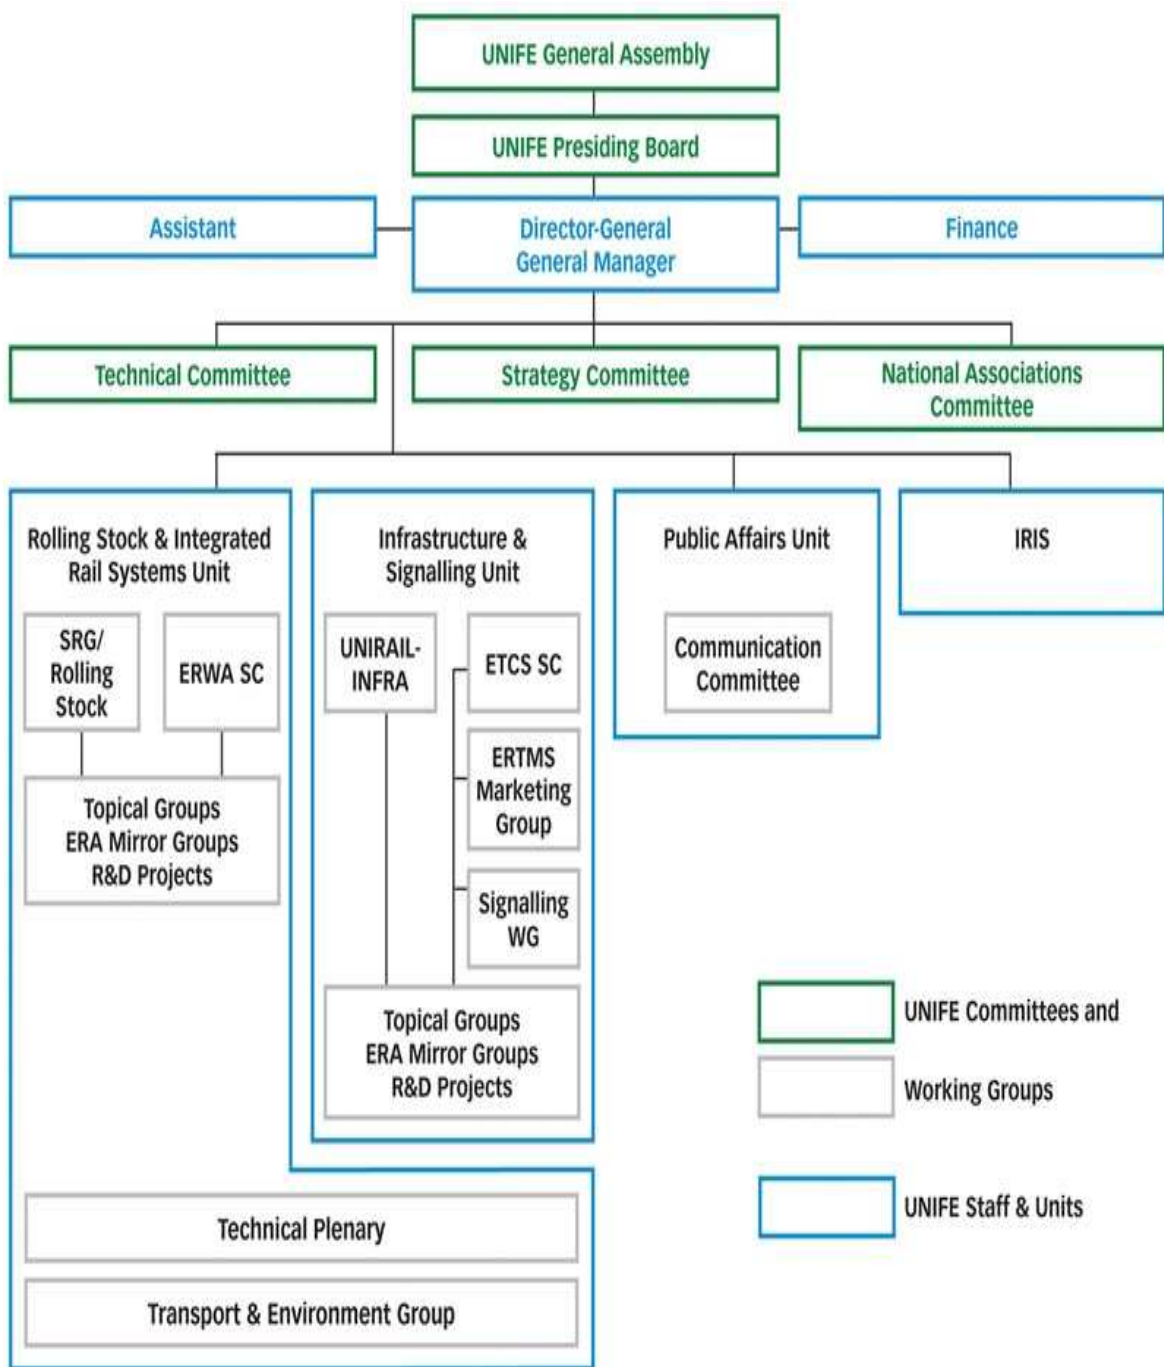 UNIFE General Assembly
UNIFE Presiding Board
Assistant
Director-General
General Manager
Finance
Technical Committee
Strategy Committee
National Associations
Committee
Rolling Stock & Integrated
Rail Systems Unit
SRG/
Rolling
Stock
ERWA SC
Topical Groups
ERA Mirror Groups
R&D Projects
Infrastructure &
Signalling Unit
UNIRAIL-
INFRA
ETCS SC
ERTMS
Marketing
Group
Signalling
WG
Topical Groups
ERA Mirror Groups
R&D Projects
Public Affairs Unit
Communication
Committee
IRIS
Technical Plenary
Transport & Environment Group
UNIFE Committees and
Working Groups
UNIFE Staff & Units